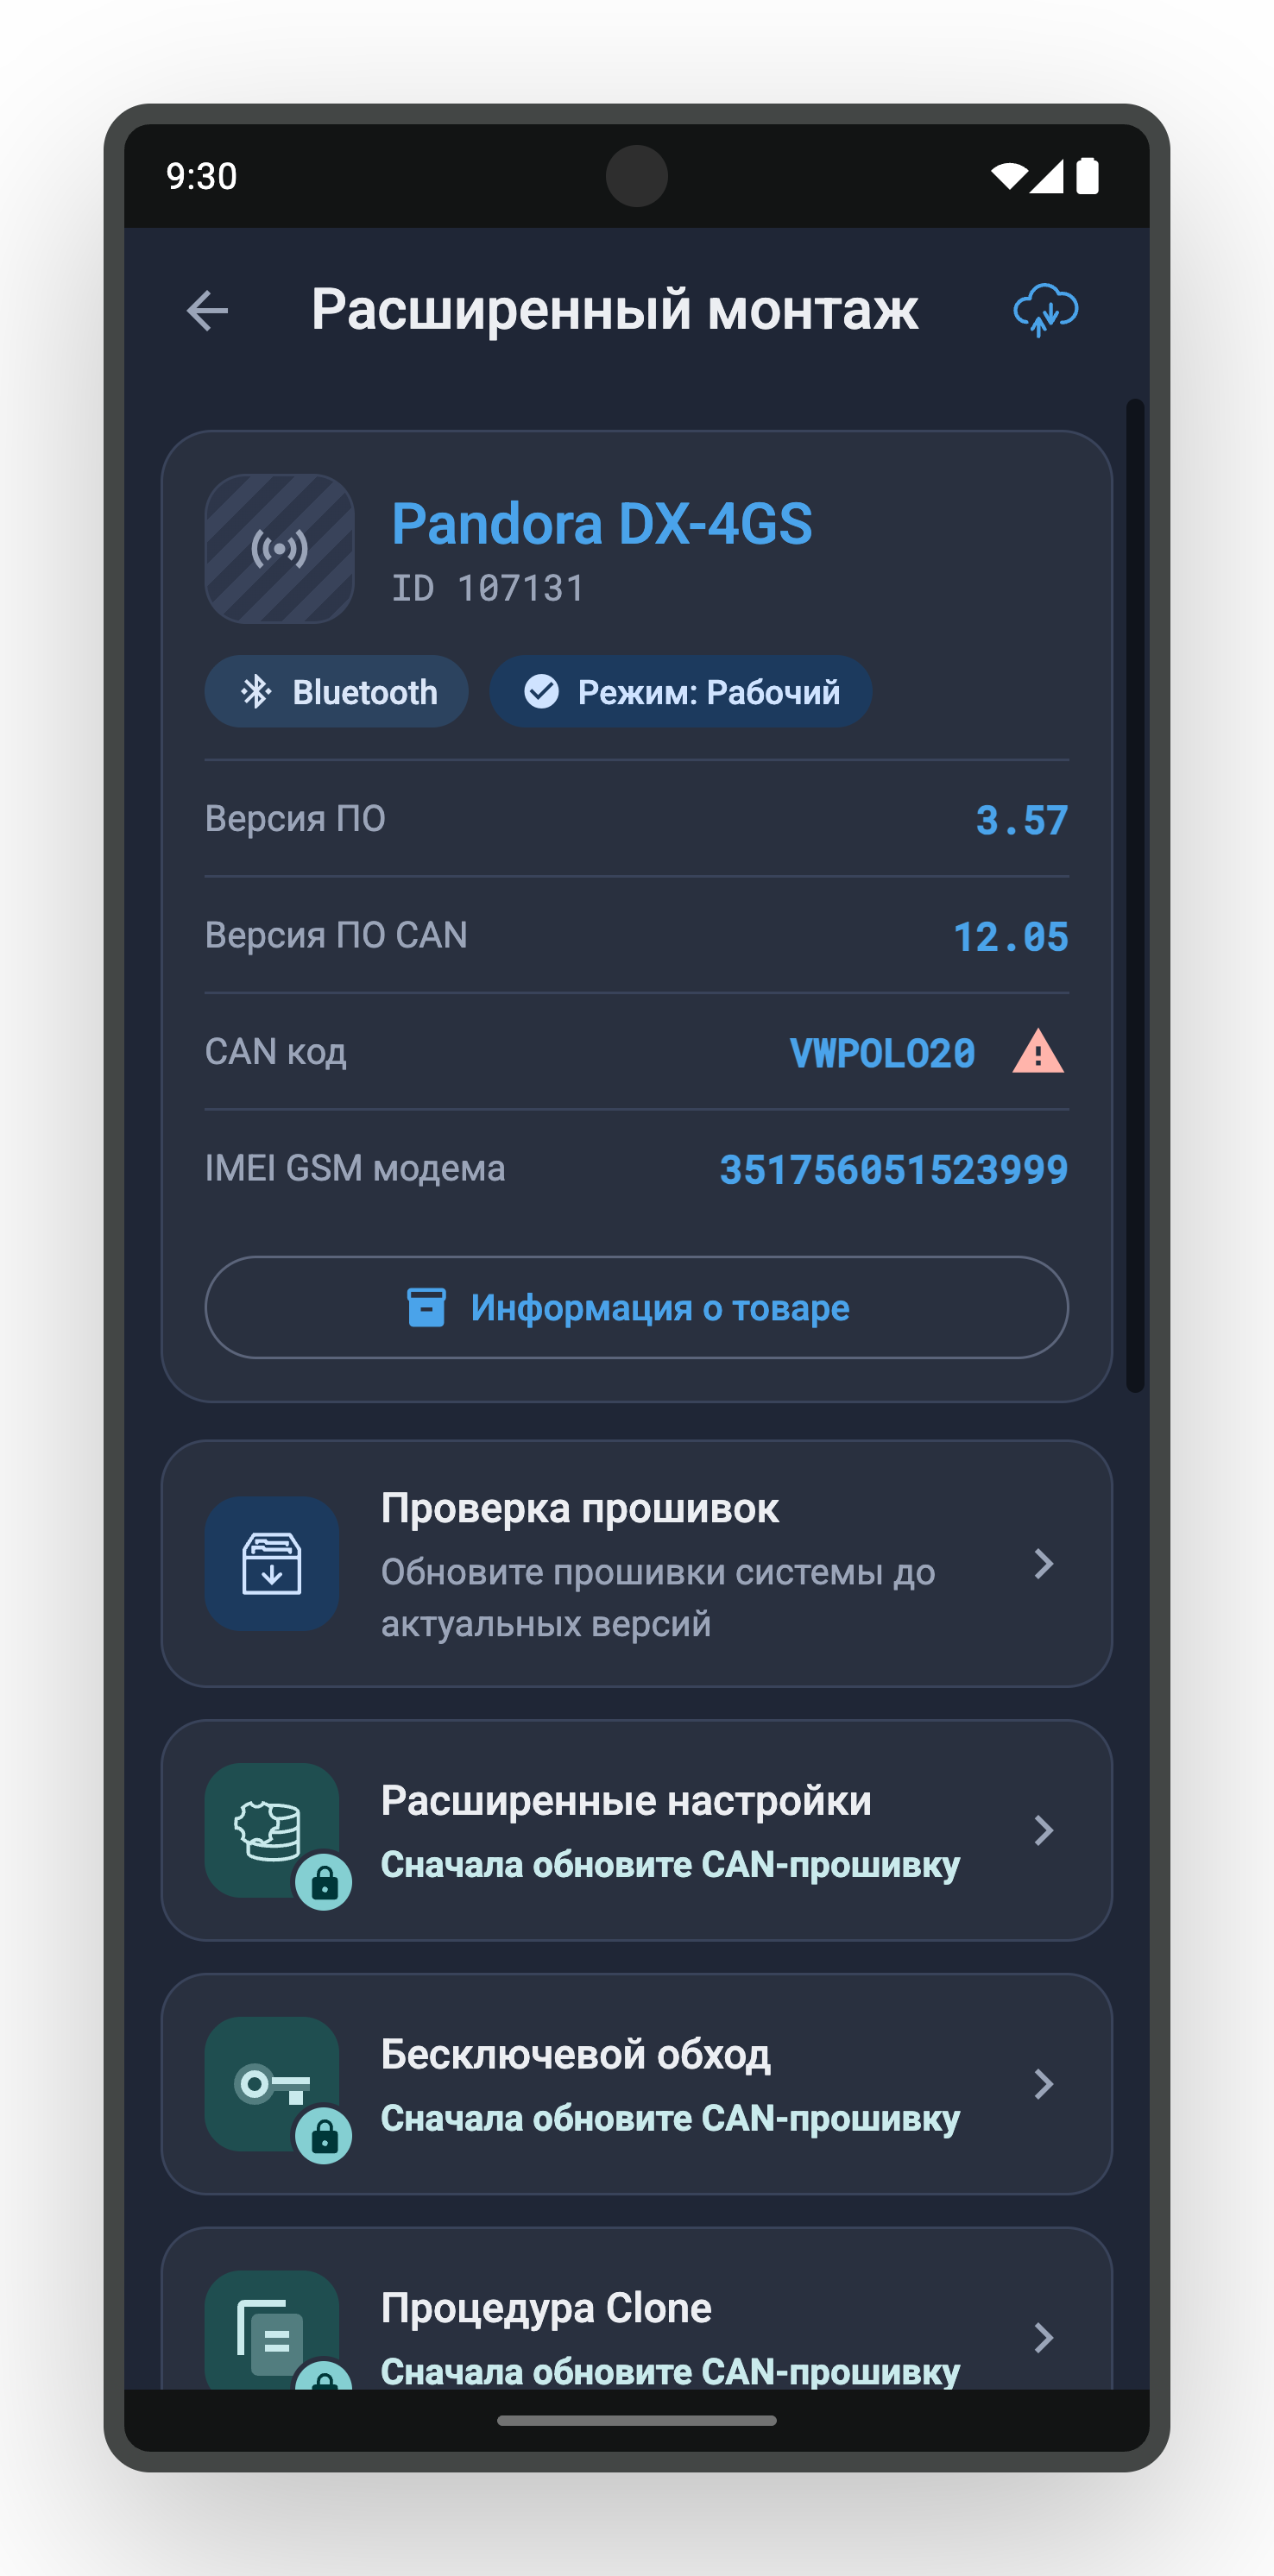 9:30
Расширенный монтаж
Pandora DX-4GS
ID 107131
Bluetooth
Режим: Рабочий
Версия ПО
3.57
Версия ПО CAN
12.05
CAN код
VWPOLO20
IMEI GSM модема
351756051523999
Информация о товаре
Проверка прошивок
Обновите прошивки системы до
актуальных версий
Расширенные настройки
Сначала обновите CAN-прошивку
Бесключевой обход
Сначала обновите CAN-прошивку
Процедура Clone
Сначала обновите CAN-прошивку